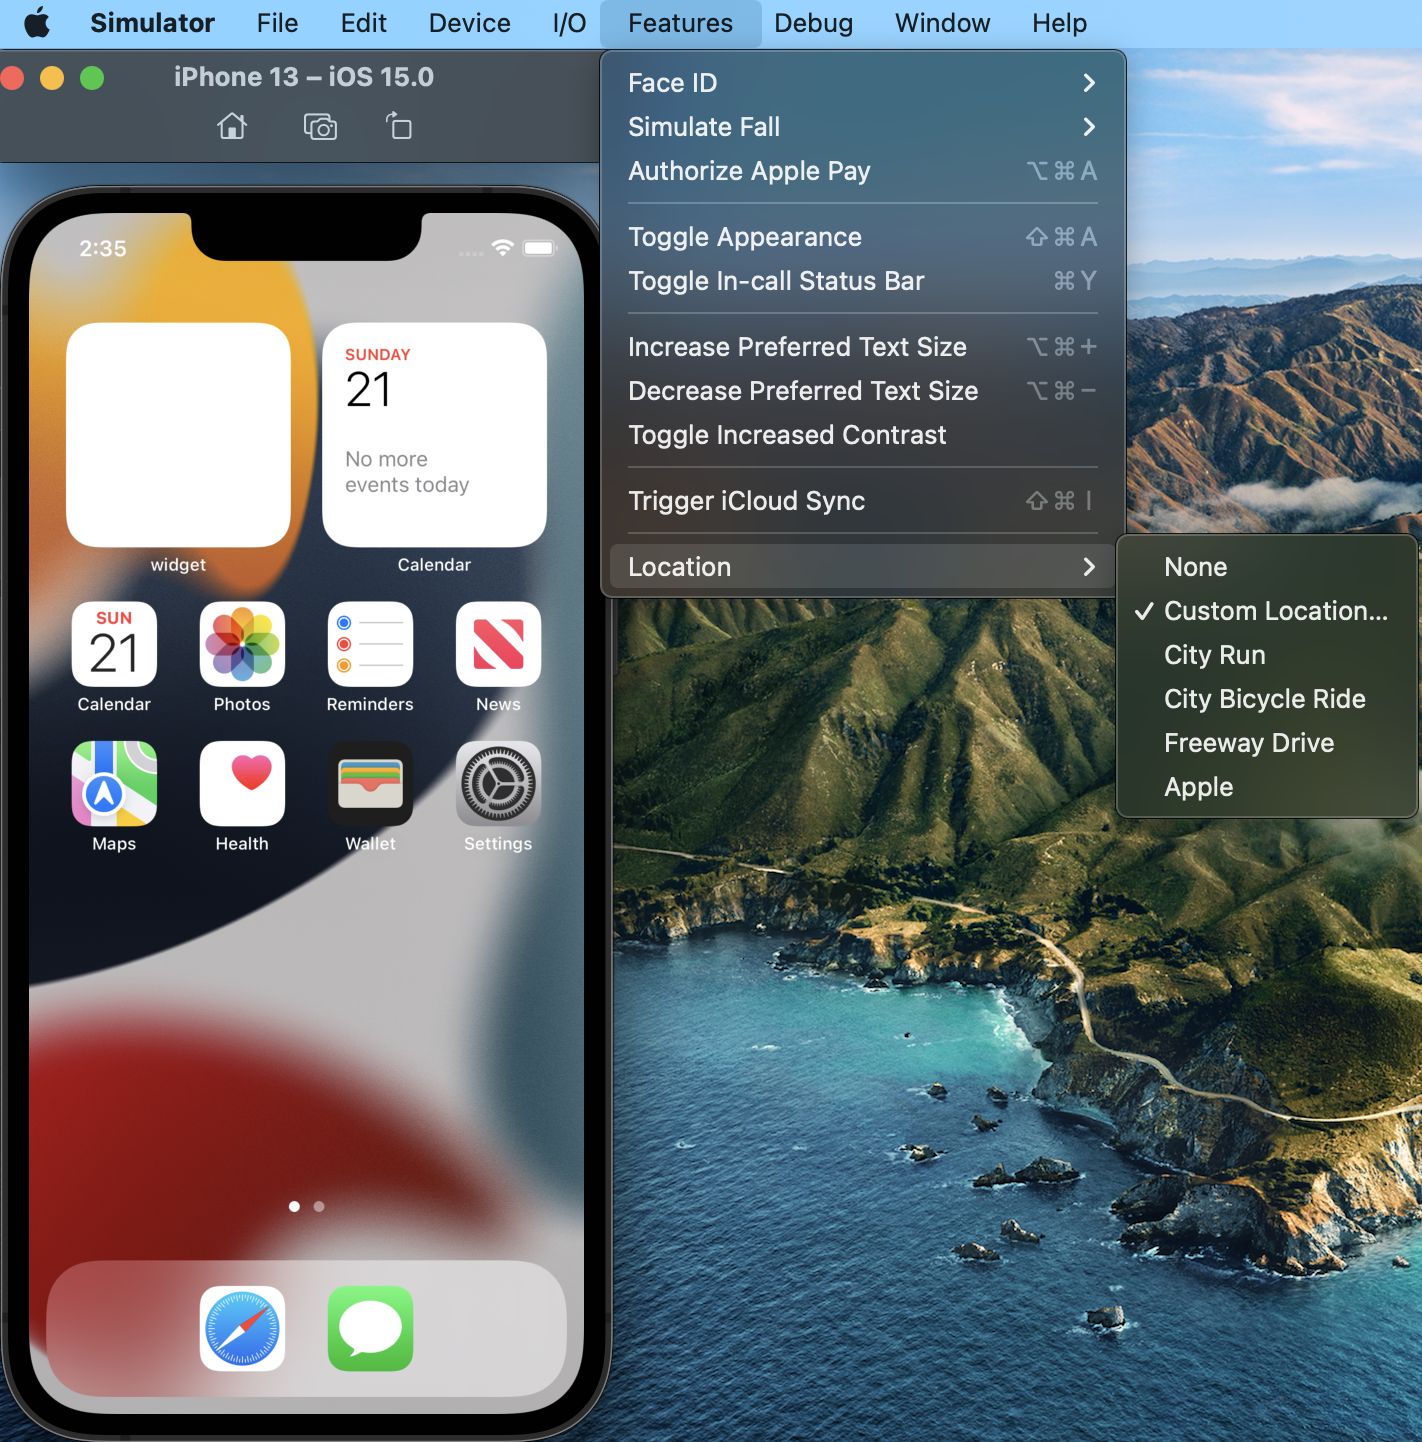 Simulator File Edit Device I/O Features Debug Window Help
iPhone 13 – iOS 15.0
Face ID
Simulate Fall
Authorize Apple Pay ⌥⌘A
Toggle Appearance ⇧⌘A
Toggle In-call Status Bar ⌘Y
Increase Preferred Text Size ⌥⌘+
Decrease Preferred Text Size ⌥⌘−
Toggle Increased Contrast
Trigger iCloud Sync ⇧⌘I
Location
None
✓ Custom Location...
City Run
City Bicycle Ride
Freeway Drive
Apple
2:35
SUNDAY
21
No more
events today
widget Calendar
SUN
21
Calendar Photos Reminders News
Maps Health Wallet Settings